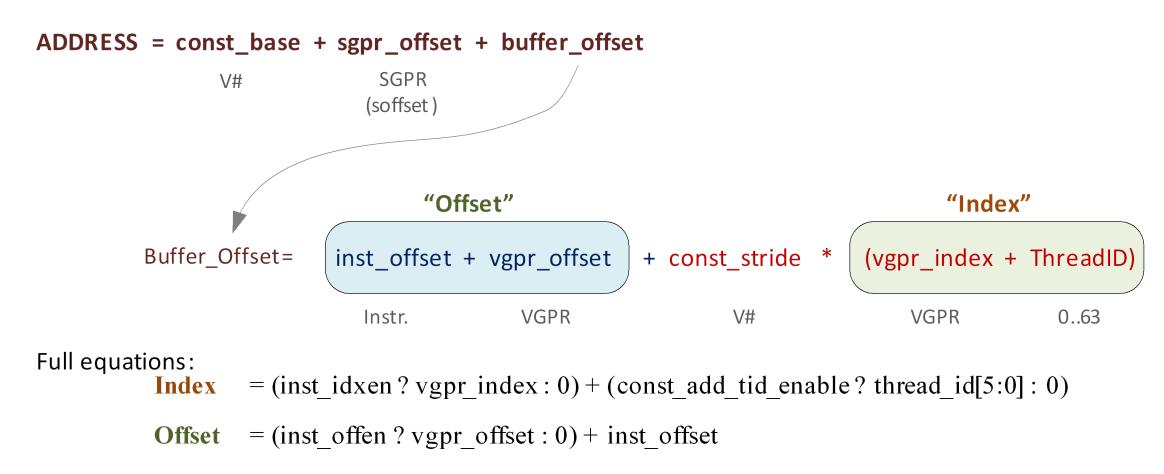 ADDRESS = const_base + sgpr_offset + buffer_offset
V# SGPR
(soffset)
“Offset” “Index”
Buffer_Offset= inst_offset + vgpr_offset + const_stride * (vgpr_index + ThreadID)
Instr. VGPR V# VGPR 0..63
Full equations:
Index = (inst_idxen ? vgpr_index : 0) + (const_add_tid_enable ? thread_id[5:0] : 0)
Offset = (inst_offen ? vgpr_offset : 0) + inst_offset